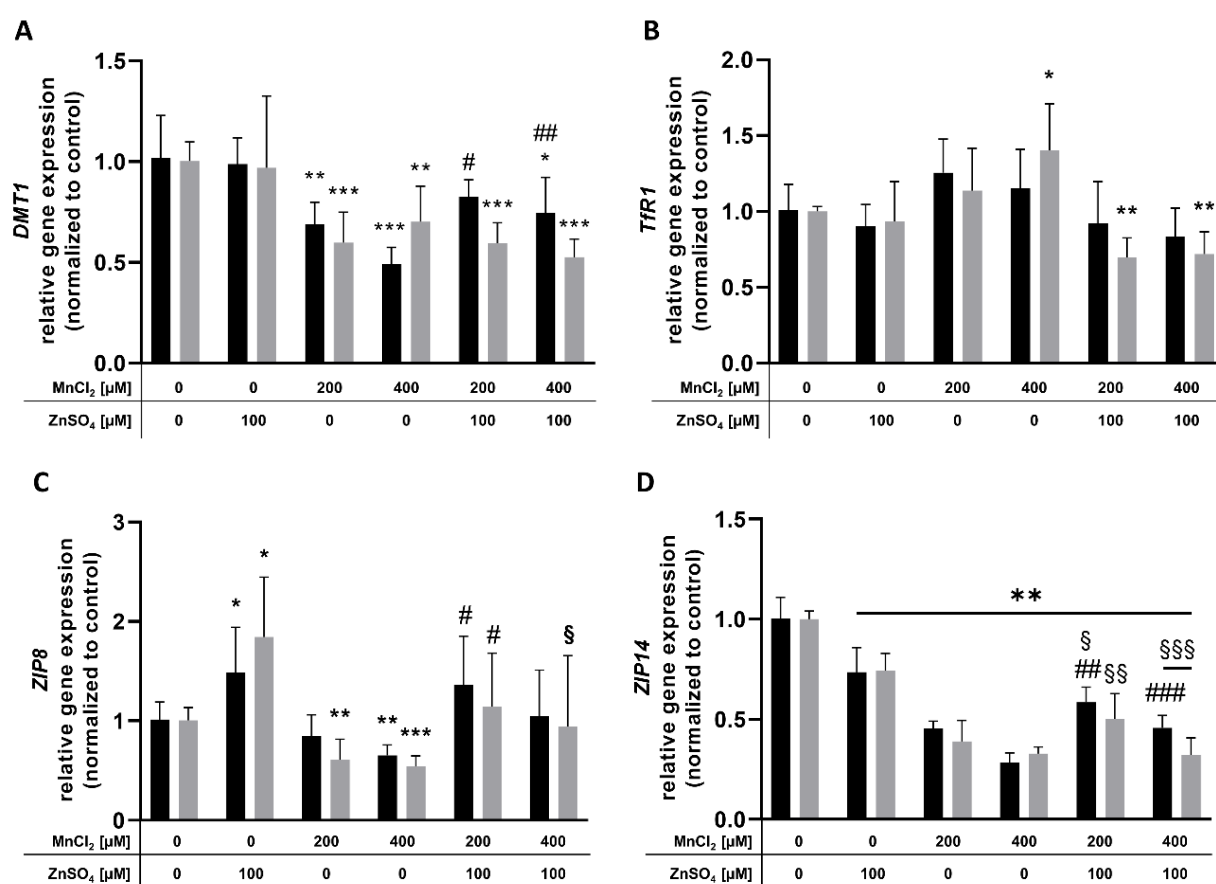 A
DMT1
relative gene expression
(normalized to control)
1.5
1.0
0.5
0.0
** *** *** ** # *** ## * ***
MnCl₂ [µM] 0 0 200 400 200 400
ZnSO₄ [µM] 0 100 0 0 100 100
B
TfR1
relative gene expression
(normalized to control)
2.0
1.5
1.0
0.5
0.0
* ** **
MnCl₂ [µM] 0 0 200 400 200 400
ZnSO₄ [µM] 0 100 0 0 100 100
C
ZIP8
relative gene expression
(normalized to control)
3
2
1
0
* * ** ** *** # # §
MnCl₂ [µM] 0 0 200 400 200 400
ZnSO₄ [µM] 0 100 0 0 100 100
D
ZIP14
relative gene expression
(normalized to control)
1.5
1.0
0.5
0.0
**
§ §§§
## §§ ###
MnCl₂ [µM] 0 0 200 400 200 400
ZnSO₄ [µM] 0 100 0 0 100 100